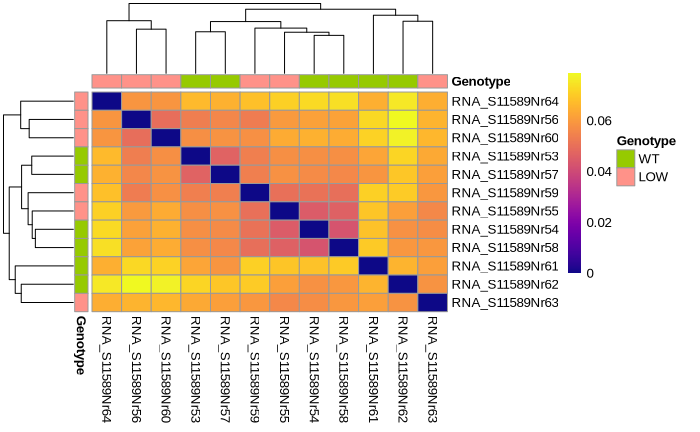 Genotype
RNA_S11589Nr64
RNA_S11589Nr56
RNA_S11589Nr60
RNA_S11589Nr53
RNA_S11589Nr57
RNA_S11589Nr59
RNA_S11589Nr55
RNA_S11589Nr54
RNA_S11589Nr58
RNA_S11589Nr61
RNA_S11589Nr62
RNA_S11589Nr63
0.06
0.04
0.02
0
Genotype
WT
LOW
Genotype
RNA_S11589Nr64
RNA_S11589Nr56
RNA_S11589Nr60
RNA_S11589Nr53
RNA_S11589Nr57
RNA_S11589Nr59
RNA_S11589Nr55
RNA_S11589Nr54
RNA_S11589Nr58
RNA_S11589Nr61
RNA_S11589Nr62
RNA_S11589Nr63